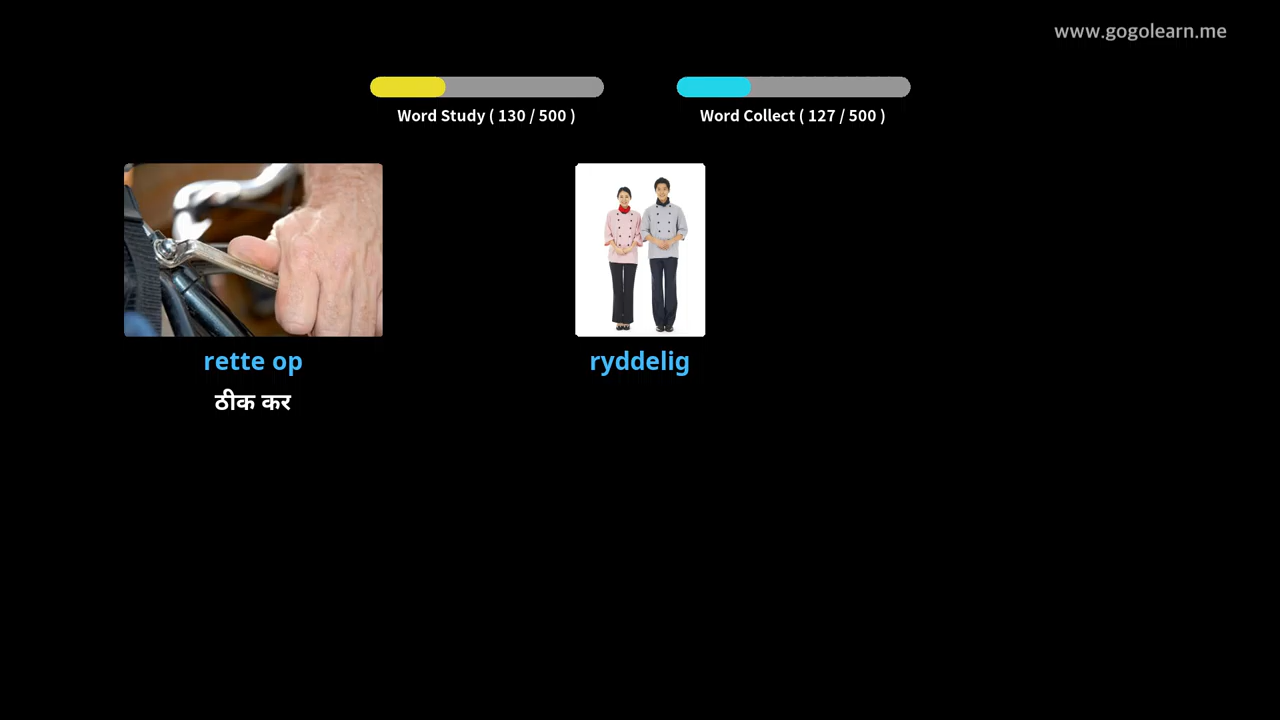 www.gogolearn.me
Word Study ( 130 / 500 )
Word Collect ( 127 / 500 )
rette op
ठीक कर
ryddelig